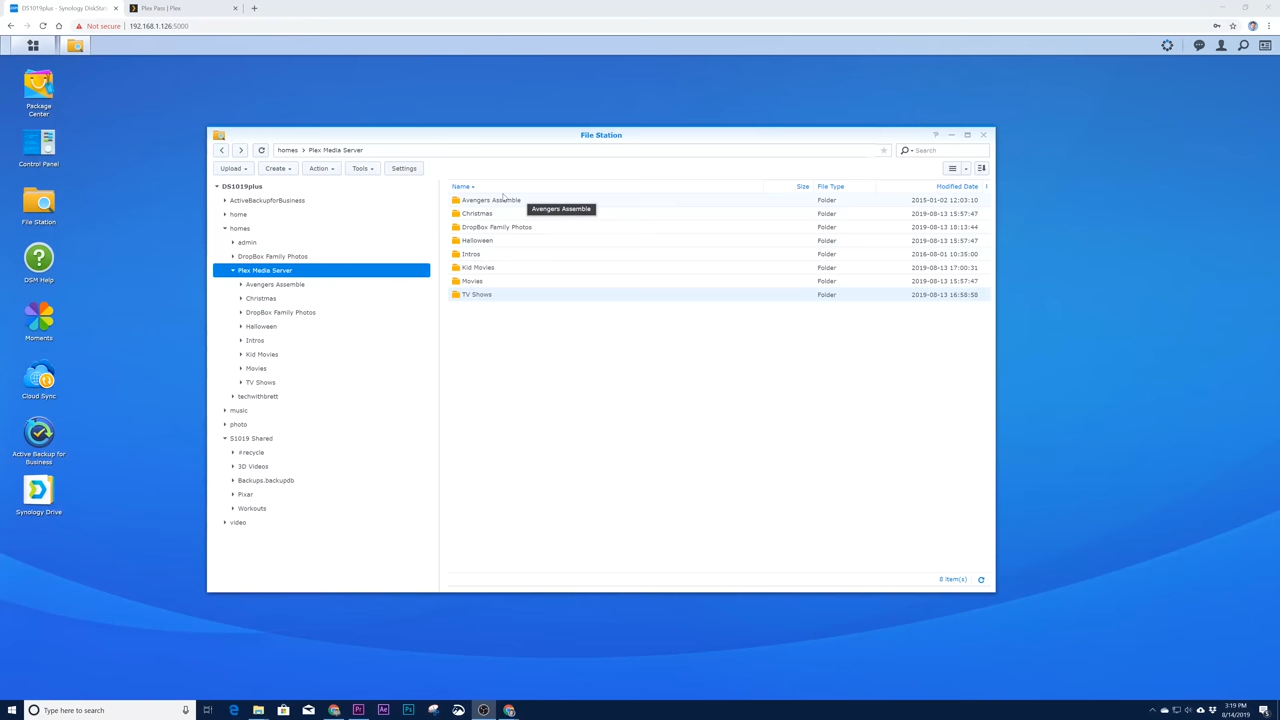 DS1019plus - Synology DiskStati
Plex Pass | Plex
Not secure | 192.168.1.126:5000
Package Center
Control Panel
File Station
DSM Help
Moments
Cloud Sync
Active Backup for Business
Synology Drive
File Station
homes > Plex Media Server
Search
Upload
Create
Action
Tools
Settings
DS1019plus
ActiveBackupforBusiness
home
homes
admin
DropBox Family Photos
Plex Media Server
Avengers Assemble
Christmas
DropBox Family Photos
Halloween
Intros
Kid Movies
Movies
TV Shows
techwithbrett
music
photo
S1019 Shared
#recycle
3D Videos
Backups.backupdb
Pixar
Workouts
video
Name Size File Type Modified Date
Avengers Assemble Folder 2015-01-02 12:03:10
Avengers Assemble
Christmas Folder 2019-08-13 15:57:47
DropBox Family Photos Folder 2019-08-13 18:13:44
Halloween Folder 2019-08-13 15:57:47
Intros Folder 2016-08-01 10:35:00
Kid Movies Folder 2019-08-13 17:00:31
Movies Folder 2019-08-13 15:57:47
TV Shows Folder 2019-08-13 16:58:58
8 item(s)
Type here to search
3:19 PM
8/14/2019